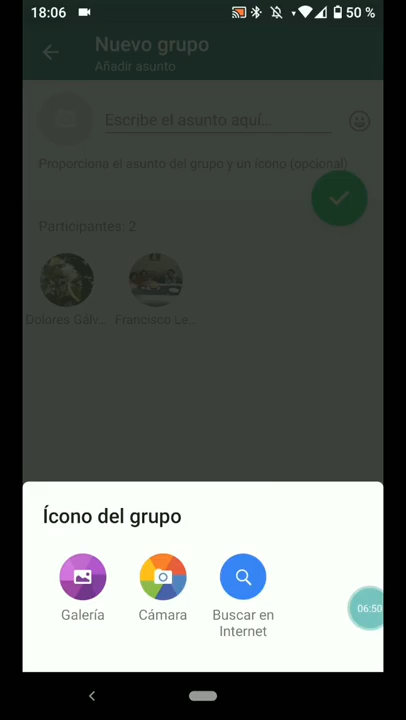 18:06
50 %
Nuevo grupo
Añadir asunto
Escribe el asunto aquí...
Proporciona el asunto del grupo y un ícono (opcional)
Participantes: 2
Dolores Gálv... Francisco Le...
Ícono del grupo
Galería Cámara Buscar en
Internet
06:50